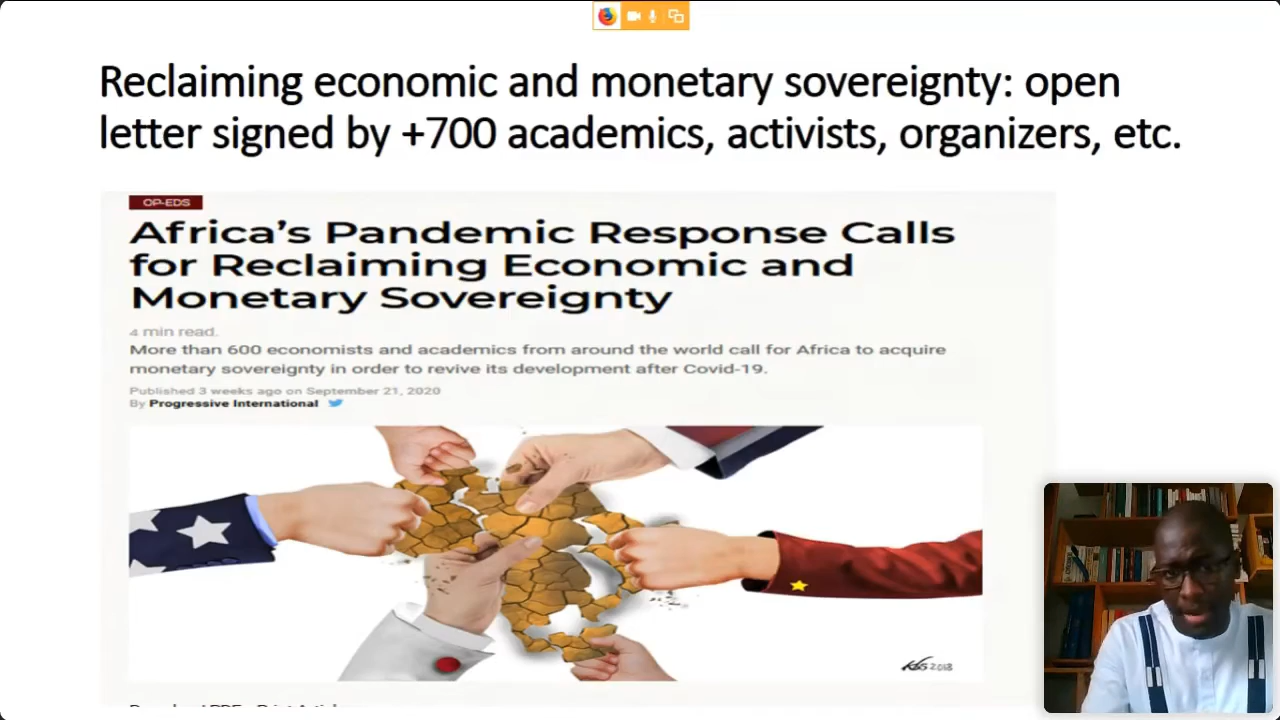 Reclaiming economic and monetary sovereignty: open
letter signed by +700 academics, activists, organizers, etc.
OP-EDS
Africa’s Pandemic Response Calls
for Reclaiming Economic and
Monetary Sovereignty
4 min read.
More than 600 economists and academics from around the world call for Africa to acquire
monetary sovereignty in order to revive its development after Covid-19.
Published 3 weeks ago on September 21, 2020
By Progressive International
2018